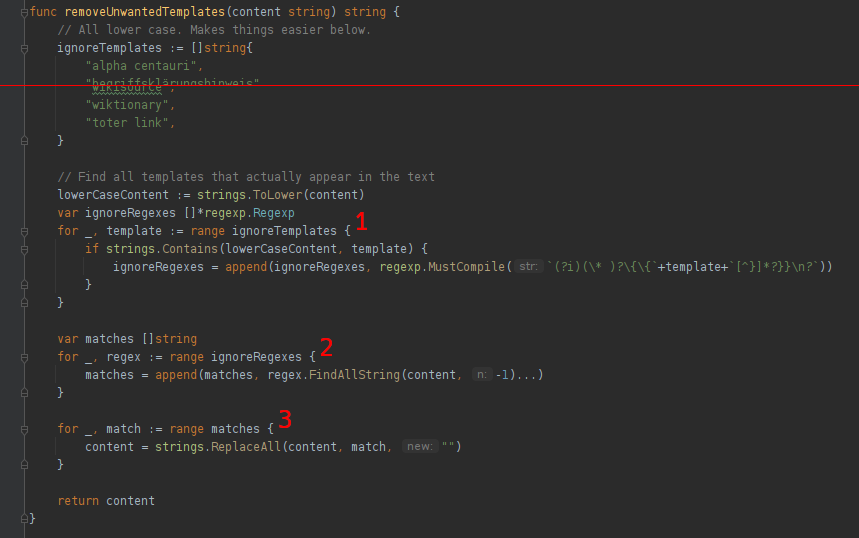 func removeUnwantedTemplates(content string) string {
// All lower case. Makes things easier below.
ignoreTemplates := []string{
"alpha centauri",
"begriffsklärungshinweis"
"wikisource",
"wiktionary",
"toter link",
}
// Find all templates that actually appear in the text
lowerCaseContent := strings.ToLower(content)
var ignoreRegexes []*regexp.Regexp
for _, template := range ignoreTemplates { 1
if strings.Contains(lowerCaseContent, template) {
ignoreRegexes = append(ignoreRegexes, regexp.MustCompile( str: `(?i)(\* )?\{\{`+template+`[^}]*?}}\n?`))
}
}
var matches []string
for _, regex := range ignoreRegexes { 2
matches = append(matches, regex.FindAllString(content, n: -1)...)
}
for _, match := range matches { 3
content = strings.ReplaceAll(content, match, new: "")
}
return content
}